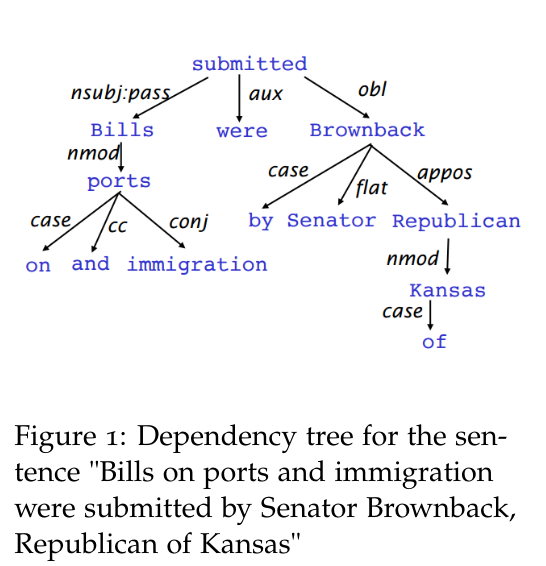 submitted
nsubj:pass aux obl
Bills were Brownback
nmod case flat appos
ports
case cc conj by Senator Republican
on and immigration nmod
Kansas
case
of
Figure 1: Dependency tree for the sen-
tence "Bills on ports and immigration
were submitted by Senator Brownback,
Republican of Kansas"